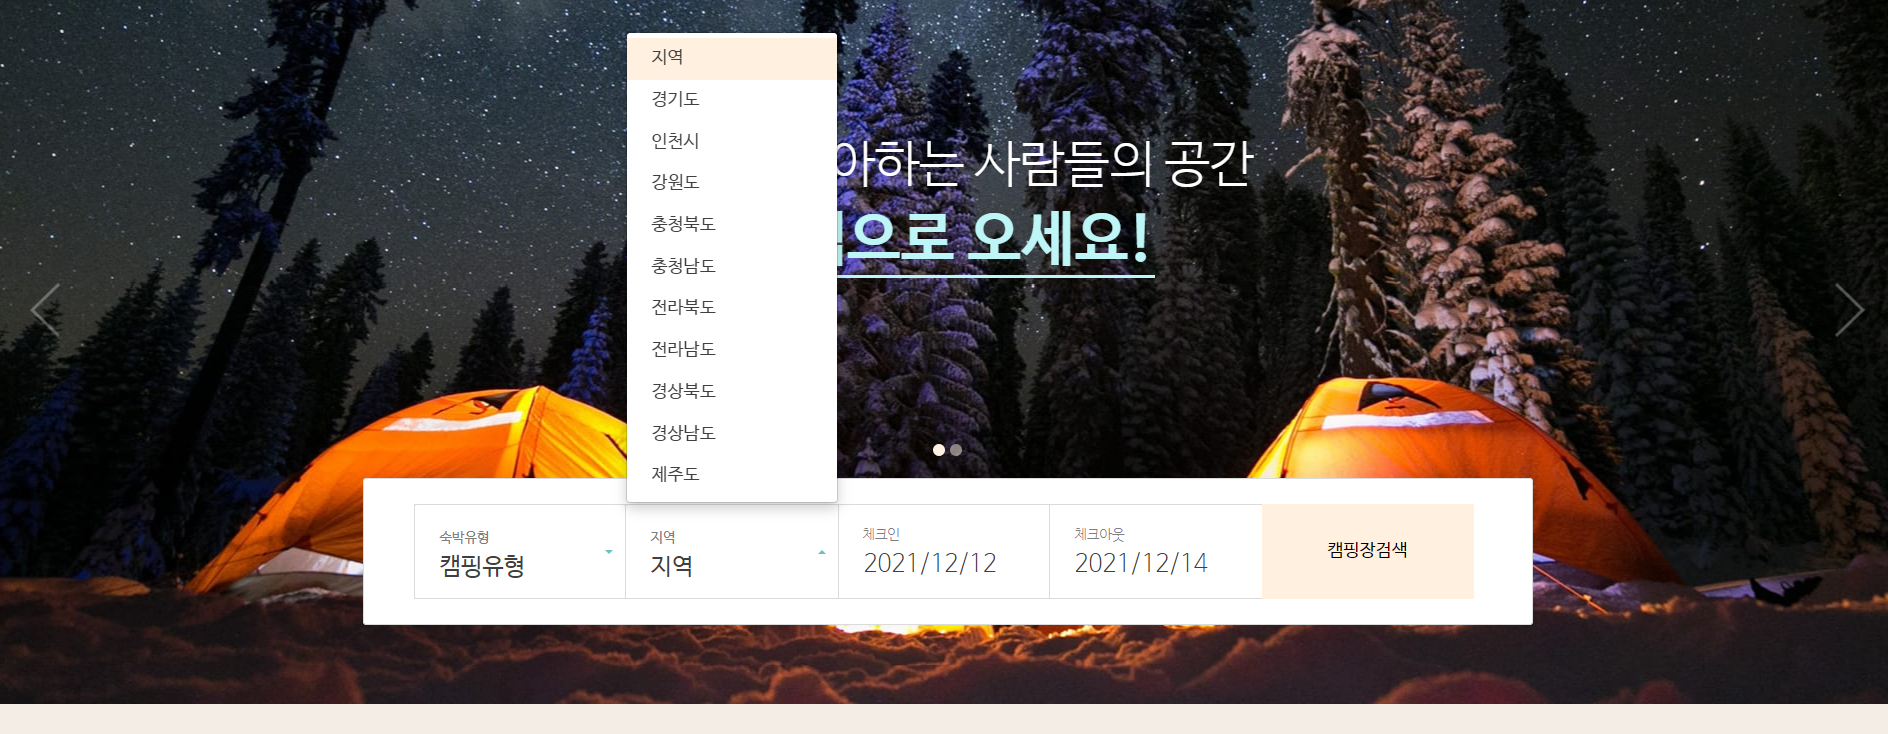 지역
경기도
인천시
강원도
충청북도
충청남도
전라북도
전라남도
경상북도
경상남도
제주도
아하는 사람들의 공간
으로 오세요!
숙박유형
캠핑유형
지역
지역
체크인
2021/12/12
체크아웃
2021/12/14
캠핑장검색